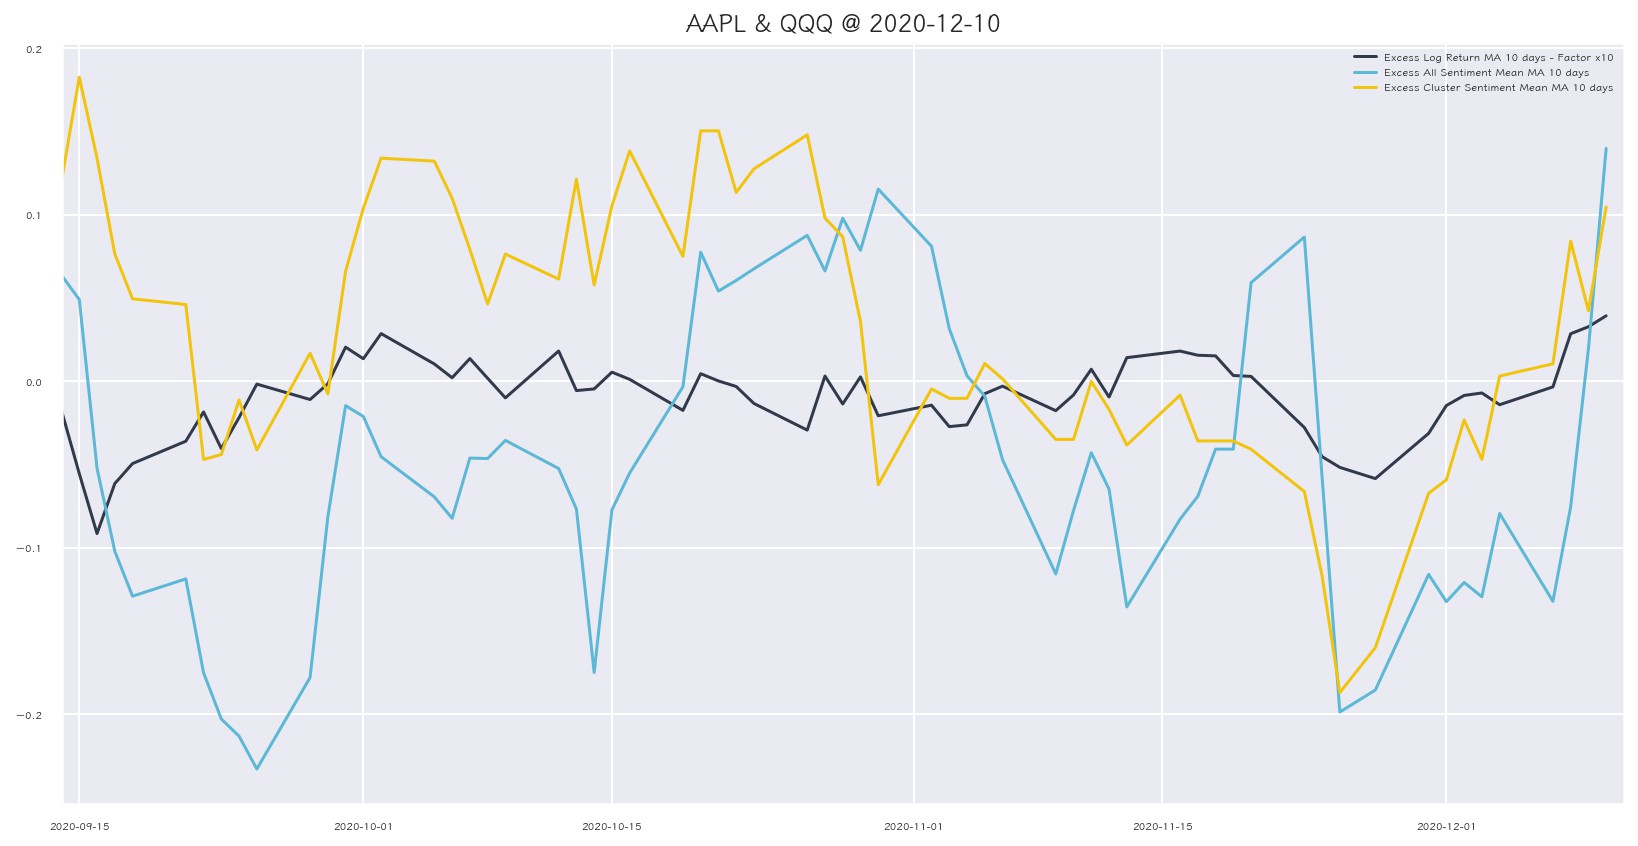 AAPL & QQQ @ 2020-12-10
Excess Log Return MA 10 days - Factor x10
Excess All Sentiment Mean MA 10 days
Excess Cluster Sentiment Mean MA 10 days
0.2
0.1
0.0
−0.1
−0.2
2020-09-15
2020-10-01
2020-10-15
2020-11-01
2020-11-15
2020-12-01